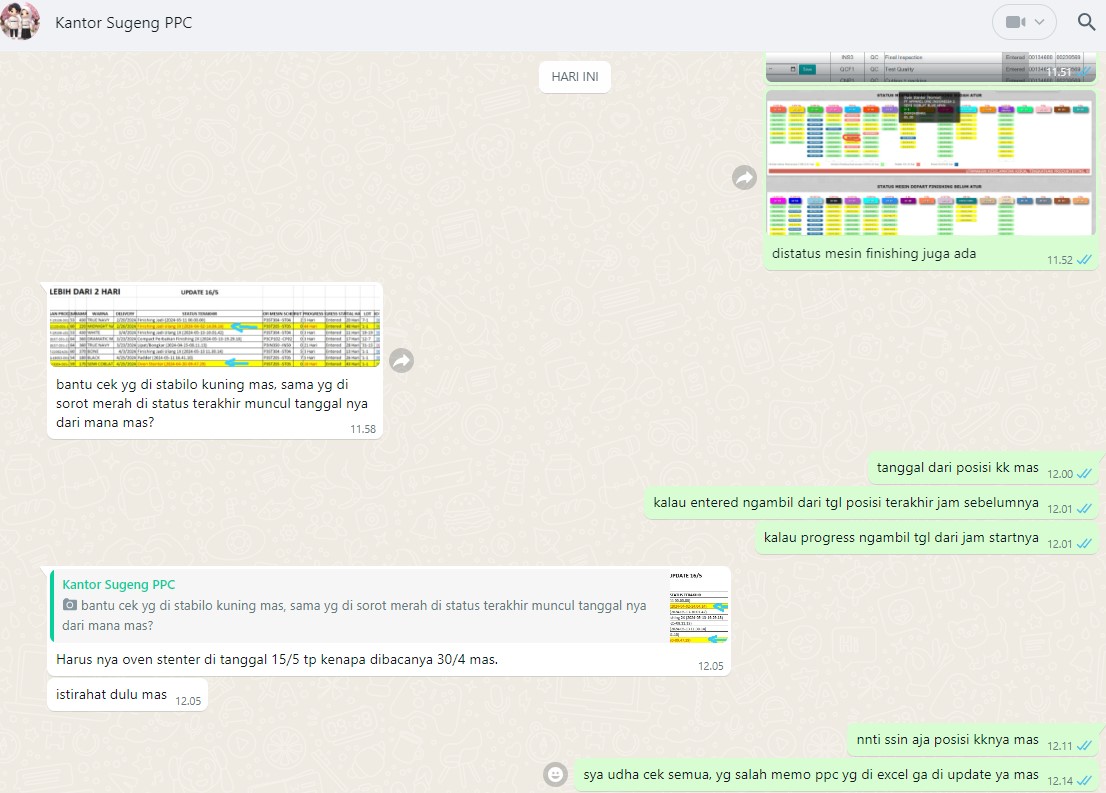 Kantor Sugeng PPC
HARI INI
INS3 QC Final Inspection Entered
QCF1 QC Test Quality Entered
11.51
STATUS MESIN DEPART FINISHING BELUM ATUR
distatus mesin finishing juga ada
11.52
LEBIH DARI 2 HARI UPDATE 16/5
WARNA DELIVERY STATUS TERAKHIR
bantu cek yg di stabilo kuning mas, sama yg di
sorot merah di status terakhir muncul tanggal nya
dari mana mas?
11.58
tanggal dari posisi kk mas 12.00
kalau entered ngambil dari tgl posisi terakhir jam sebelumnya 12.01
kalau progress ngambil tgl dari jam startnya 12.01
Kantor Sugeng PPC
bantu cek yg di stabilo kuning mas, sama yg di sorot merah di status terakhir muncul tanggal nya
dari mana mas?
UPDATE 16/5
STATUS TERAKHIR
Harus nya oven stenter di tanggal 15/5 tp kenapa dibacanya 30/4 mas.
12.05
istirahat dulu mas 12.05
nnti ssin aja posisi kknya mas 12.11
sya udha cek semua, yg salah memo ppc yg di excel ga di update ya mas 12.14